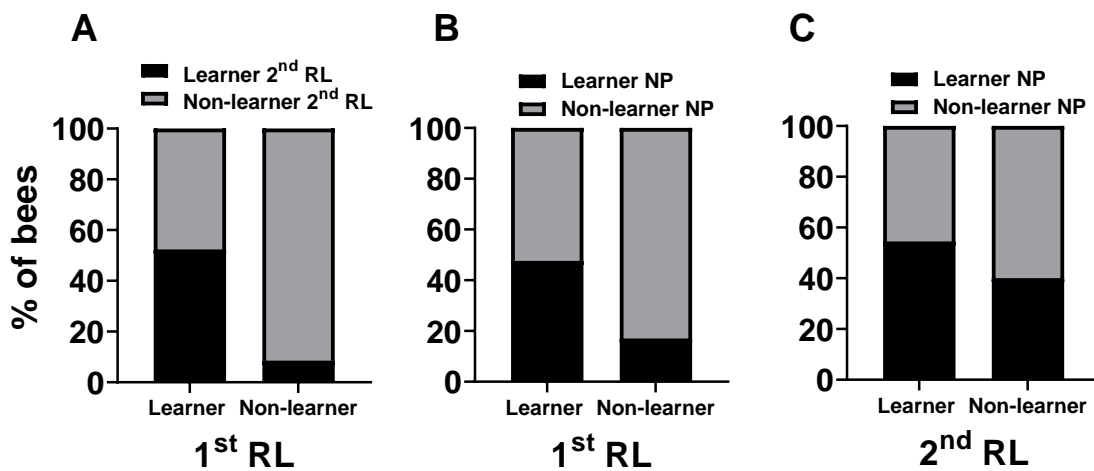 A
Learner 2nd RL
Non-learner 2nd RL
% of bees
100
80
60
40
20
0
Learner Non-learner
1st RL
B
Learner NP
Non-learner NP
100
80
60
40
20
0
Learner Non-learner
1st RL
C
Learner NP
Non-learner NP
100
80
60
40
20
0
Learner Non-learner
2nd RL